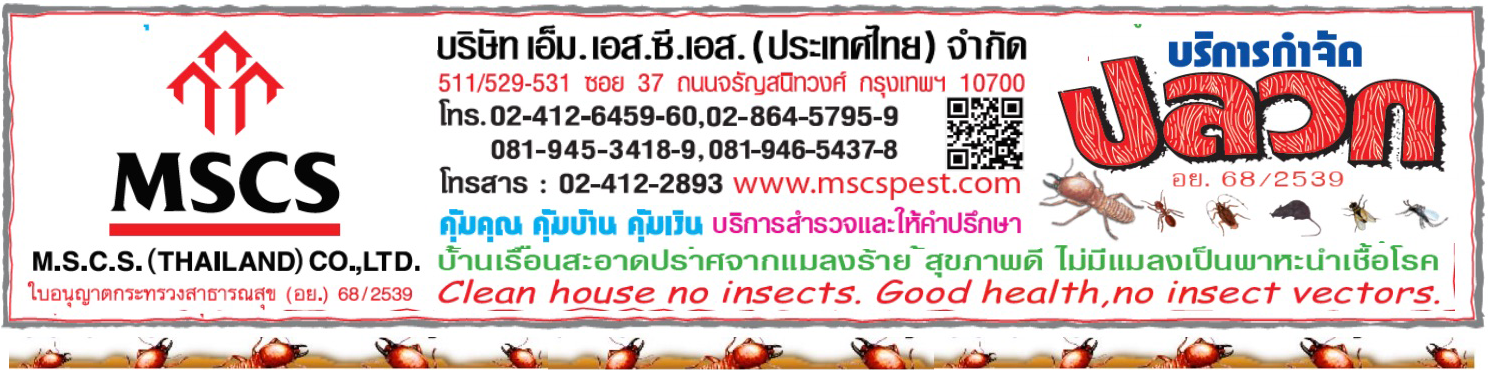 MSCS
M.S.C.S. (THAILAND) CO.,LTD.
ใบอนุญาตกระทรวงสาธารณสุข (อย.) 68/2539
บริษัท เอ็ม.เอส.ซี.เอส. (ประเทศไทย) จำกัด
511/529-531 ซอย 37 ถนนจรัญสนิทวงศ์ กรุงเทพฯ 10700
โทร. 02-412-6459-60, 02-864-5795-9
081-945-3418-9, 081-946-5437-8
โทรสาร : 02-412-2893 www.mscspest.com
คุ้มคุณ คุ้มบ้าน คุ้มเงิน บริการสำรวจและให้คำปรึกษา
บ้านเรือนสะอาดปราศจากแมลงร้าย สุขภาพดี ไม่มีแมลงเป็นพาหะนำเชื้อโรค
Clean house no insects. Good health,no insect vectors.
บริการกำจัด
ปลวก
อย. 68/2539